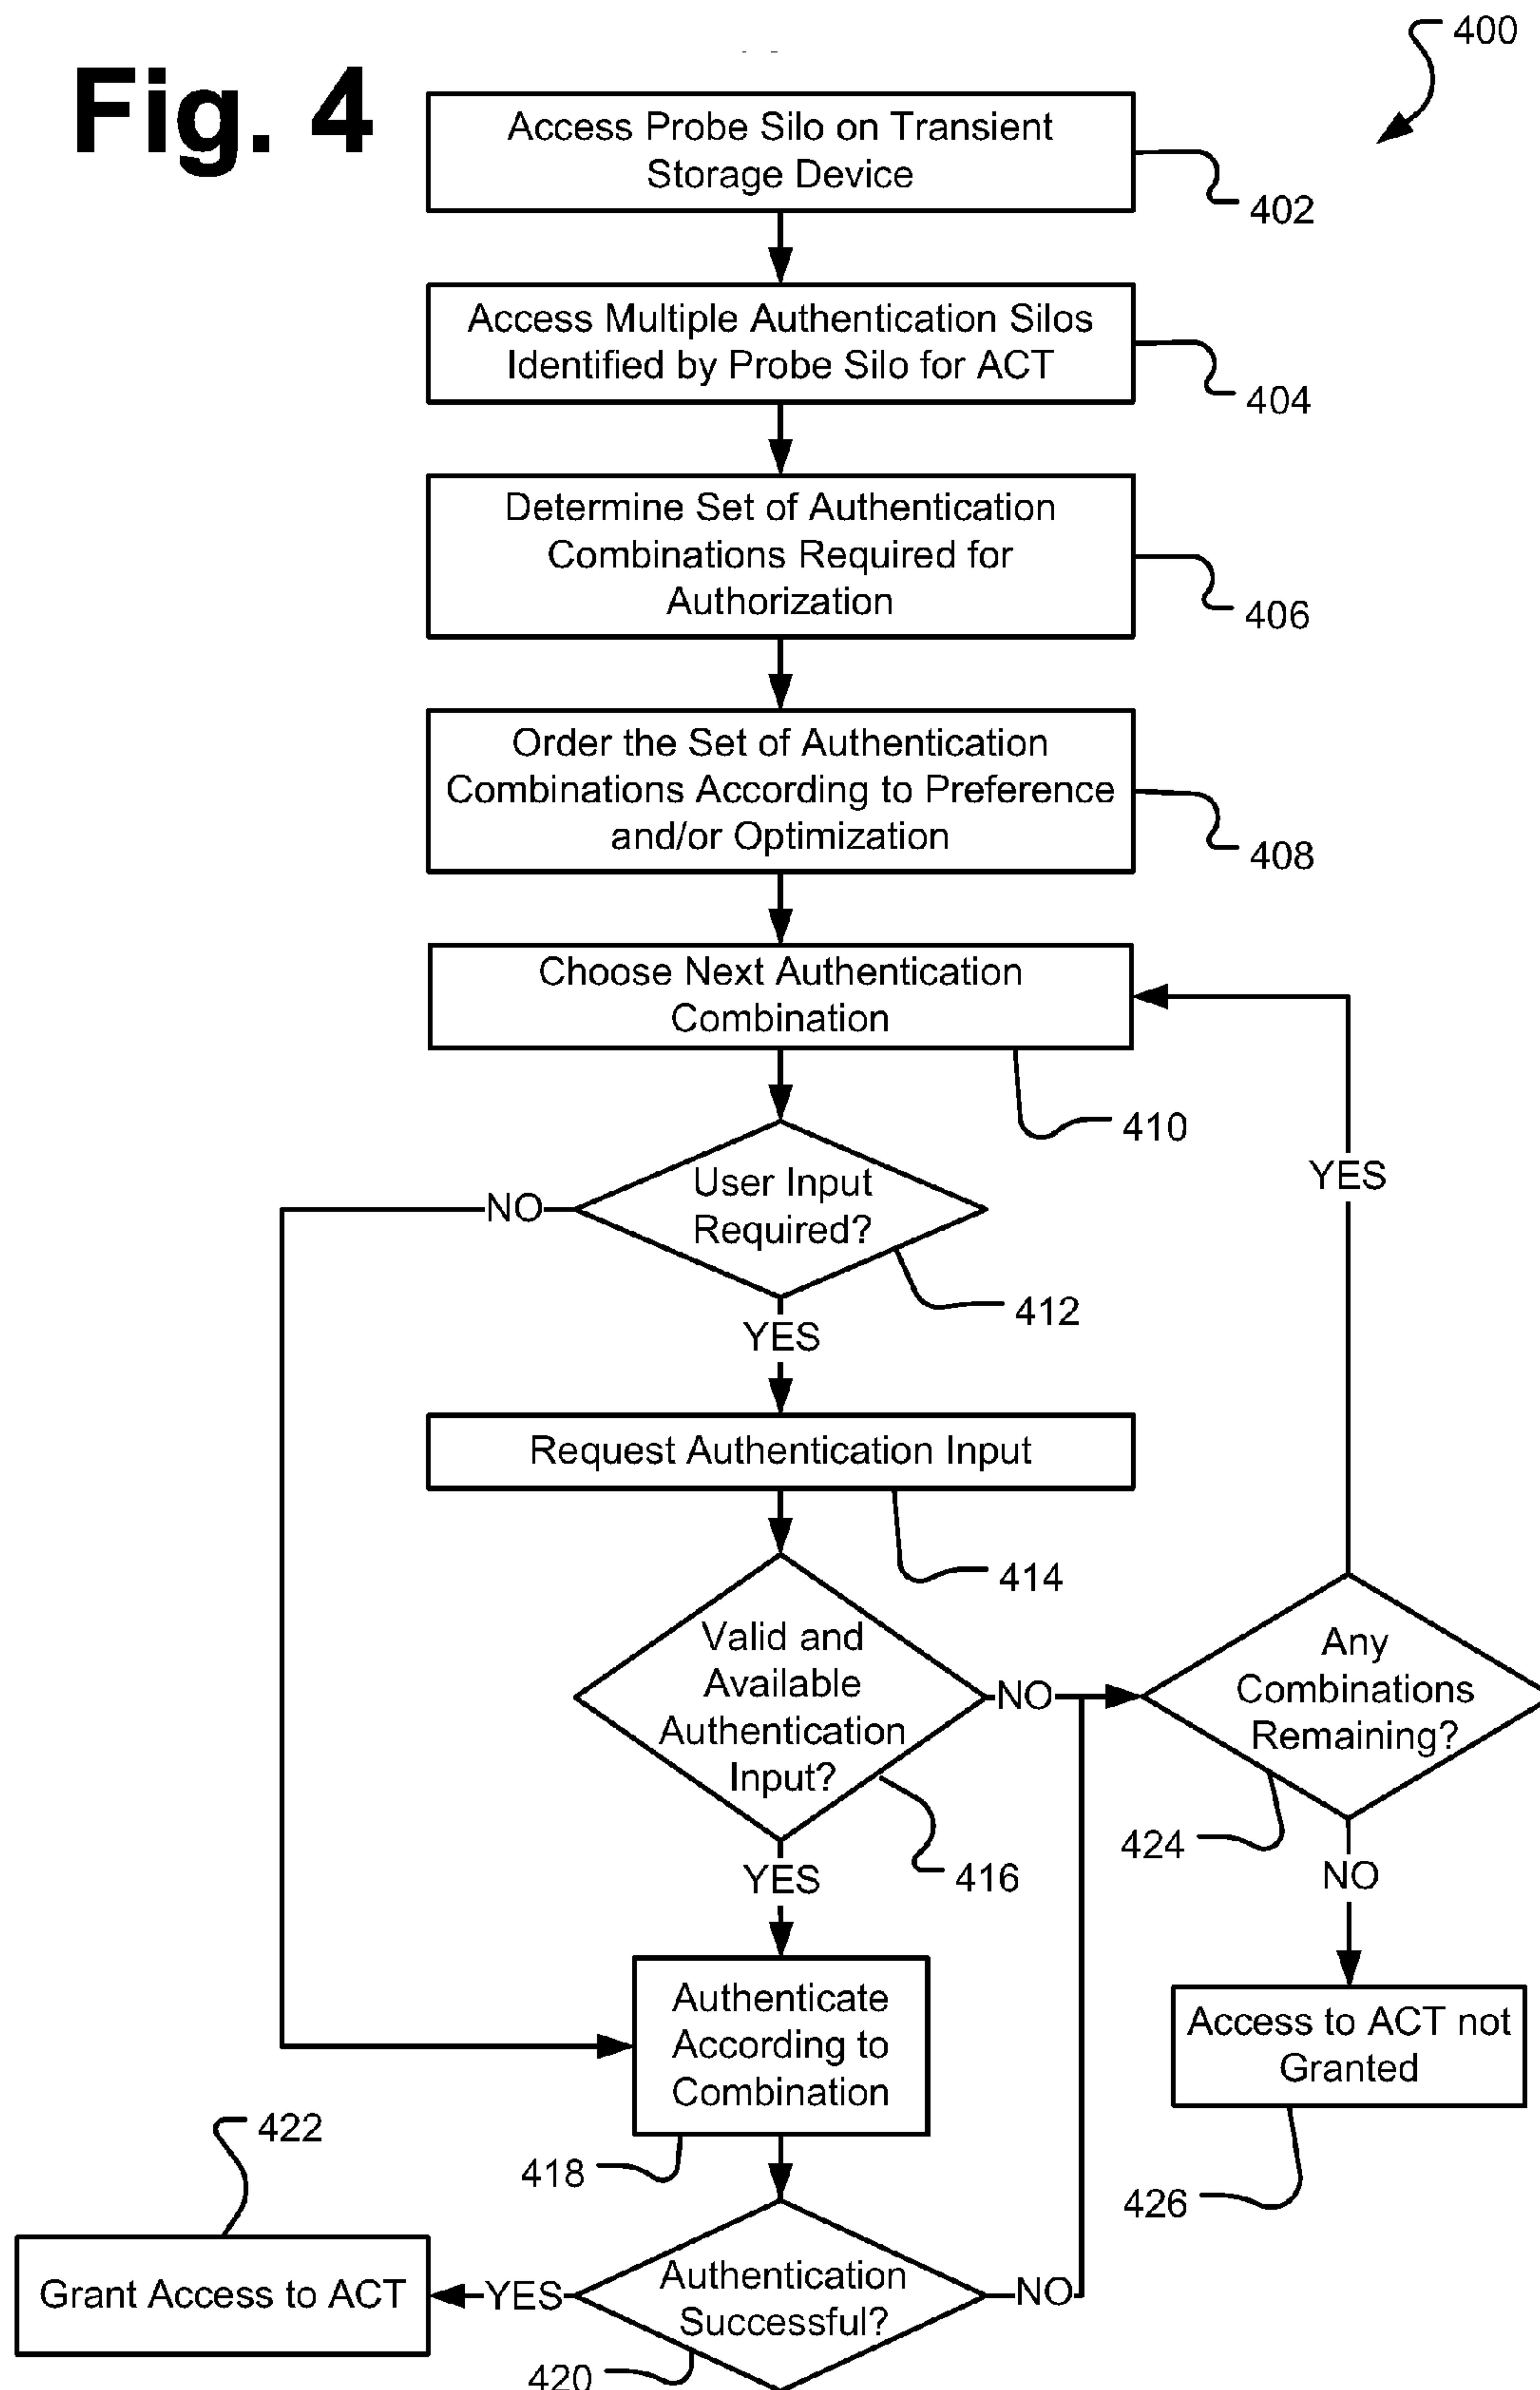 Fig. 4
400
Access Probe Silo on Transient
Storage Device
402
Access Multiple Authentication Silos
Identified by Probe Silo for ACT
404
Determine Set of Authentication
Combinations Required for
Authorization
406
Order the Set of Authentication
Combinations According to Preference
and/or Optimization
408
Choose Next Authentication
Combination
410
YES
User Input
Required?
NO
412
YES
Request Authentication Input
414
Valid and
Available
Authentication
Input?
NO
416
Any
Combinations
Remaining?
424
YES
NO
Authenticate
According to
Combination
418
Access to ACT not
Granted
426
422
Grant Access to ACT
YES
Authentication
Successful?
NO
420